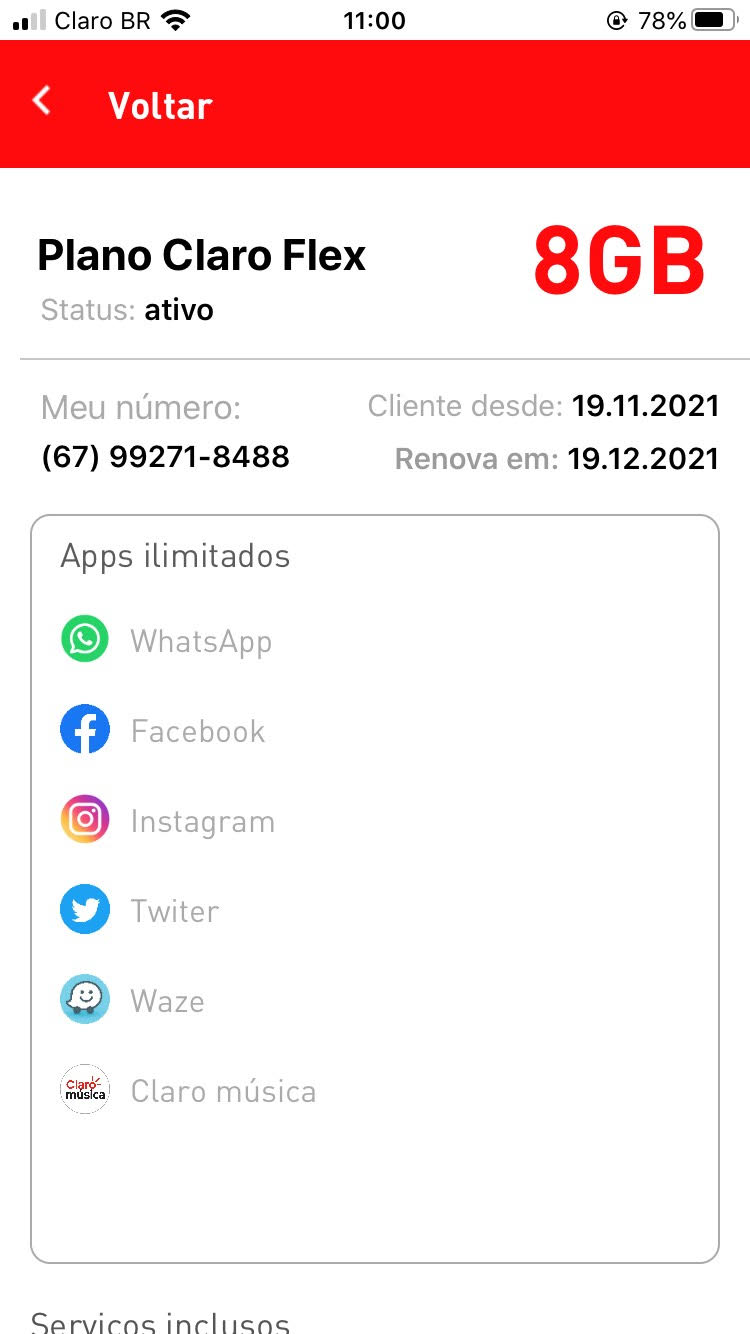 Claro BR 11:00 78%
Voltar
Plano Claro Flex 8GB
Status: ativo
Meu número: Cliente desde: 19.11.2021
(67) 99271-8488 Renova em: 19.12.2021
Apps ilimitados
WhatsApp
Facebook
Instagram
Twiter
Waze
Claro música
Claro música
Serviços inclusos